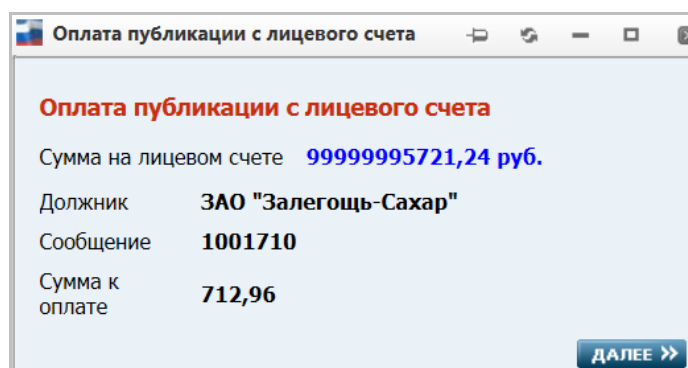 Оплата публикации с лицевого счета
Оплата публикации с лицевого счета
Сумма на лицевом счете 99999995721,24 руб.
Должник ЗАО "Залегощь-Сахар"
Сообщение 1001710
Сумма к
оплате 712,96
ДАЛЕЕ